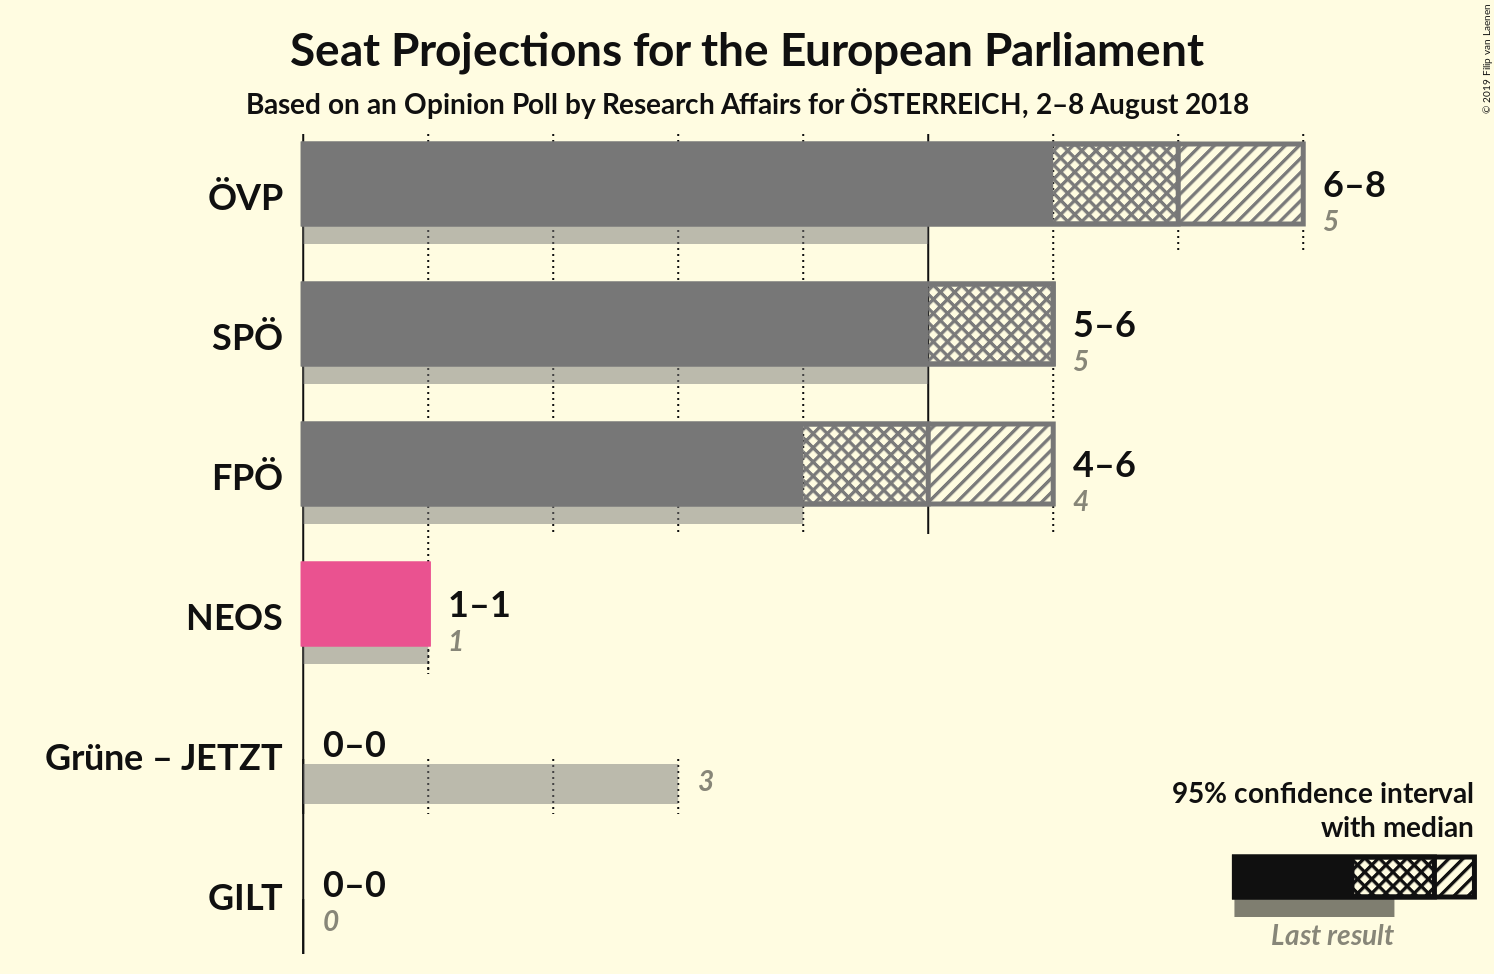 Seat Projections for the European Parliament
Based on an Opinion Poll by Research Affairs for ÖSTERREICH, 2–8 August 2018
© 2019 Filip van Laenen
ÖVP
6–8
5
SPÖ
5–6
5
FPÖ
4–6
4
NEOS
1–1
1
Grüne – JETZT
0–0
3
GILT
0–0
0
95% confidence interval
with median
Last result